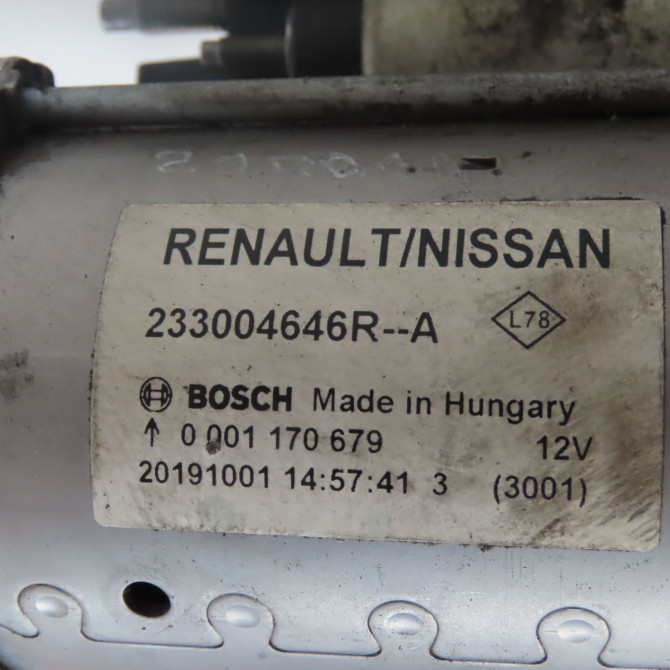 RENAULT/NISSAN
233004646R--A
L78
BOSCH Made in Hungary
↑ 0 001 170 679 12V
20191001 14:57:41 3 (3001)